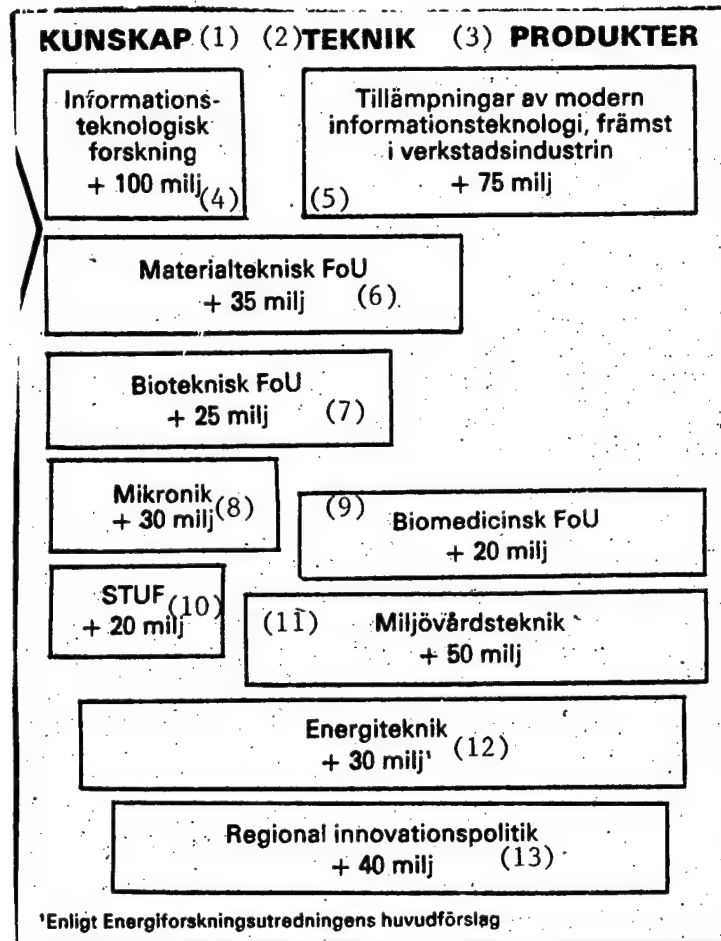 KUNSKAP (1) (2) TEKNIK (3) PRODUKTER
Informations-
teknologisk
forskning
+ 100 milj (4)
Tillämpningar av modern
informationsteknologi, främst
i verkstadsindustrin
(5) + 75 milj
Materialteknisk FoU
+ 35 milj (6)
Bioteknisk FoU
+ 25 milj (7)
Mikronik
+ 30 milj (8)
(9) Biomedicinsk FoU
+ 20 milj
STUF (10)
+ 20 milj
(11) Miljövårdsteknik
+ 50 milj
Energiteknik
+ 30 milj¹ (12)
Regional innovationspolitik
+ 40 milj (13)
¹Enligt Energiforskningsutredningens huvudförslag